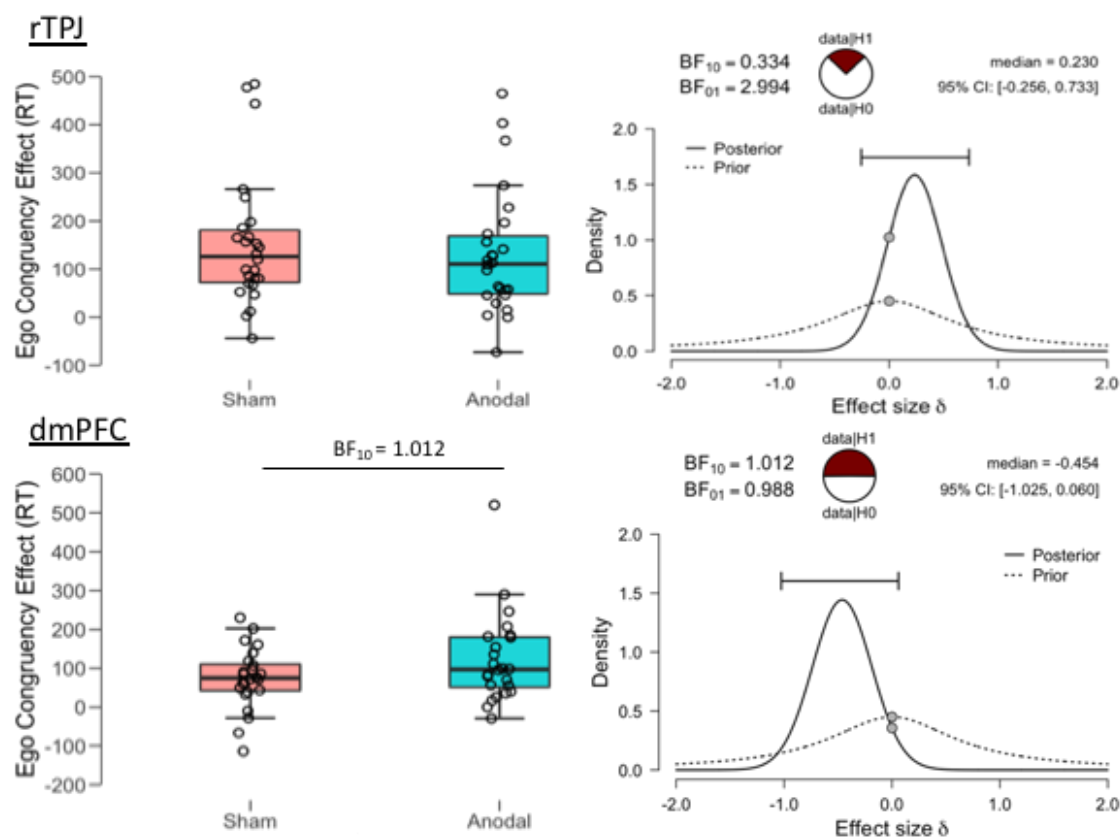 rTPJ
Ego Congruency Effect (RT)
500
400
300
200
100
0
-100
Sham
Anodal
BF₁₀ = 0.334
BF₀₁ = 2.994
data|H1
data|H0
median = 0.230
95% CI: [-0.256, 0.733]
Posterior
Prior
Density
2.0
1.5
1.0
0.5
0.0
-2.0
-1.0
0.0
1.0
2.0
Effect size δ
dmPFC
BF₁₀ = 1.012
Ego Congruency Effect (RT)
600
500
400
300
200
100
0
-100
-200
Sham
Anodal
BF₁₀ = 1.012
BF₀₁ = 0.988
data|H1
data|H0
median = -0.454
95% CI: [-1.025, 0.060]
Posterior
Prior
Density
2.0
1.5
1.0
0.5
0.0
-2.0
-1.0
0.0
1.0
2.0
Effect size δ